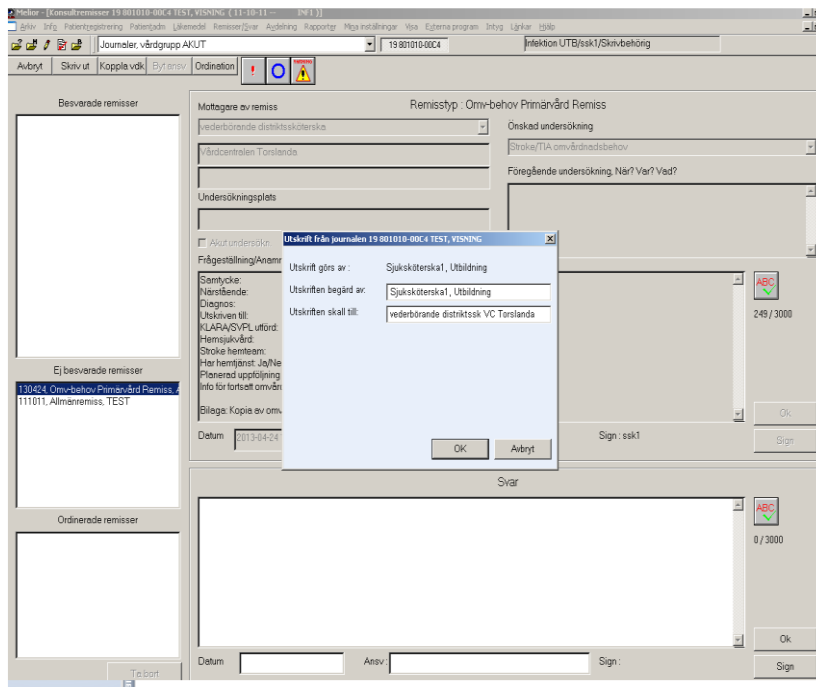 Melior - [Konsultremisser 19 801010-00C4 TEST, VISNING ( 11-10-11 -- INF1 )]
Arkiv Info Patientregistrering Patientadm Läkemedel Remisser/Svar Avdelning Rapporter Mina inställningar Visa Externa program Intyg Länkar Hjälp
Journaler, vårdgrupp AKUT
19 801010-00C4
Infektion UTB/ssk1/Skrivbehörig
Avbryt Skriv ut Koppla vdk Byt ansv Ordination
Besvarade remisser
Mottagare av remiss
Remisstyp : Omv-behov Primärvård Remiss
vederbörande distriktssköterska
Önskad undersökning
Vårdcentralen Torslanda
Stroke/TIA omvårdnadsbehov
Föregående undersökning, När? Var? Vad?
Undersökningsplats
Akut undersökn
Frågeställning/Anamn
Samtycke:
Närstående:
Diagnos:
Utskriven till:
KLARA/SVPL utförd:
Hemsjukvård:
Stroke hemteam:
Har hemtjänst: Ja/Ne
Planerad uppföljning
Info för fortsatt omvårn
Bilaga: Kopia av omv
ABC
249 / 3000
Ok
Datum 2013-04-24
Sign : ssk1
Sign
Utskrift från journalen 19 801010-00C4 TEST, VISNING
Utskrift görs av : Sjuksköterska1, Utbildning
Utskriften begärd av: Sjuksköterska1, Utbildning
Utskriften skall till: vederbörande distriktssk VC Torslanda
OK Avbryt
Ej besvarade remisser
130424, Omv-behov Primärvård Remiss, A
111011, Allmänremiss, TEST
Svar
ABC
0 / 3000
Ordinerade remisser
Ok
Datum Ansv : Sign :
Sign
Ta bort